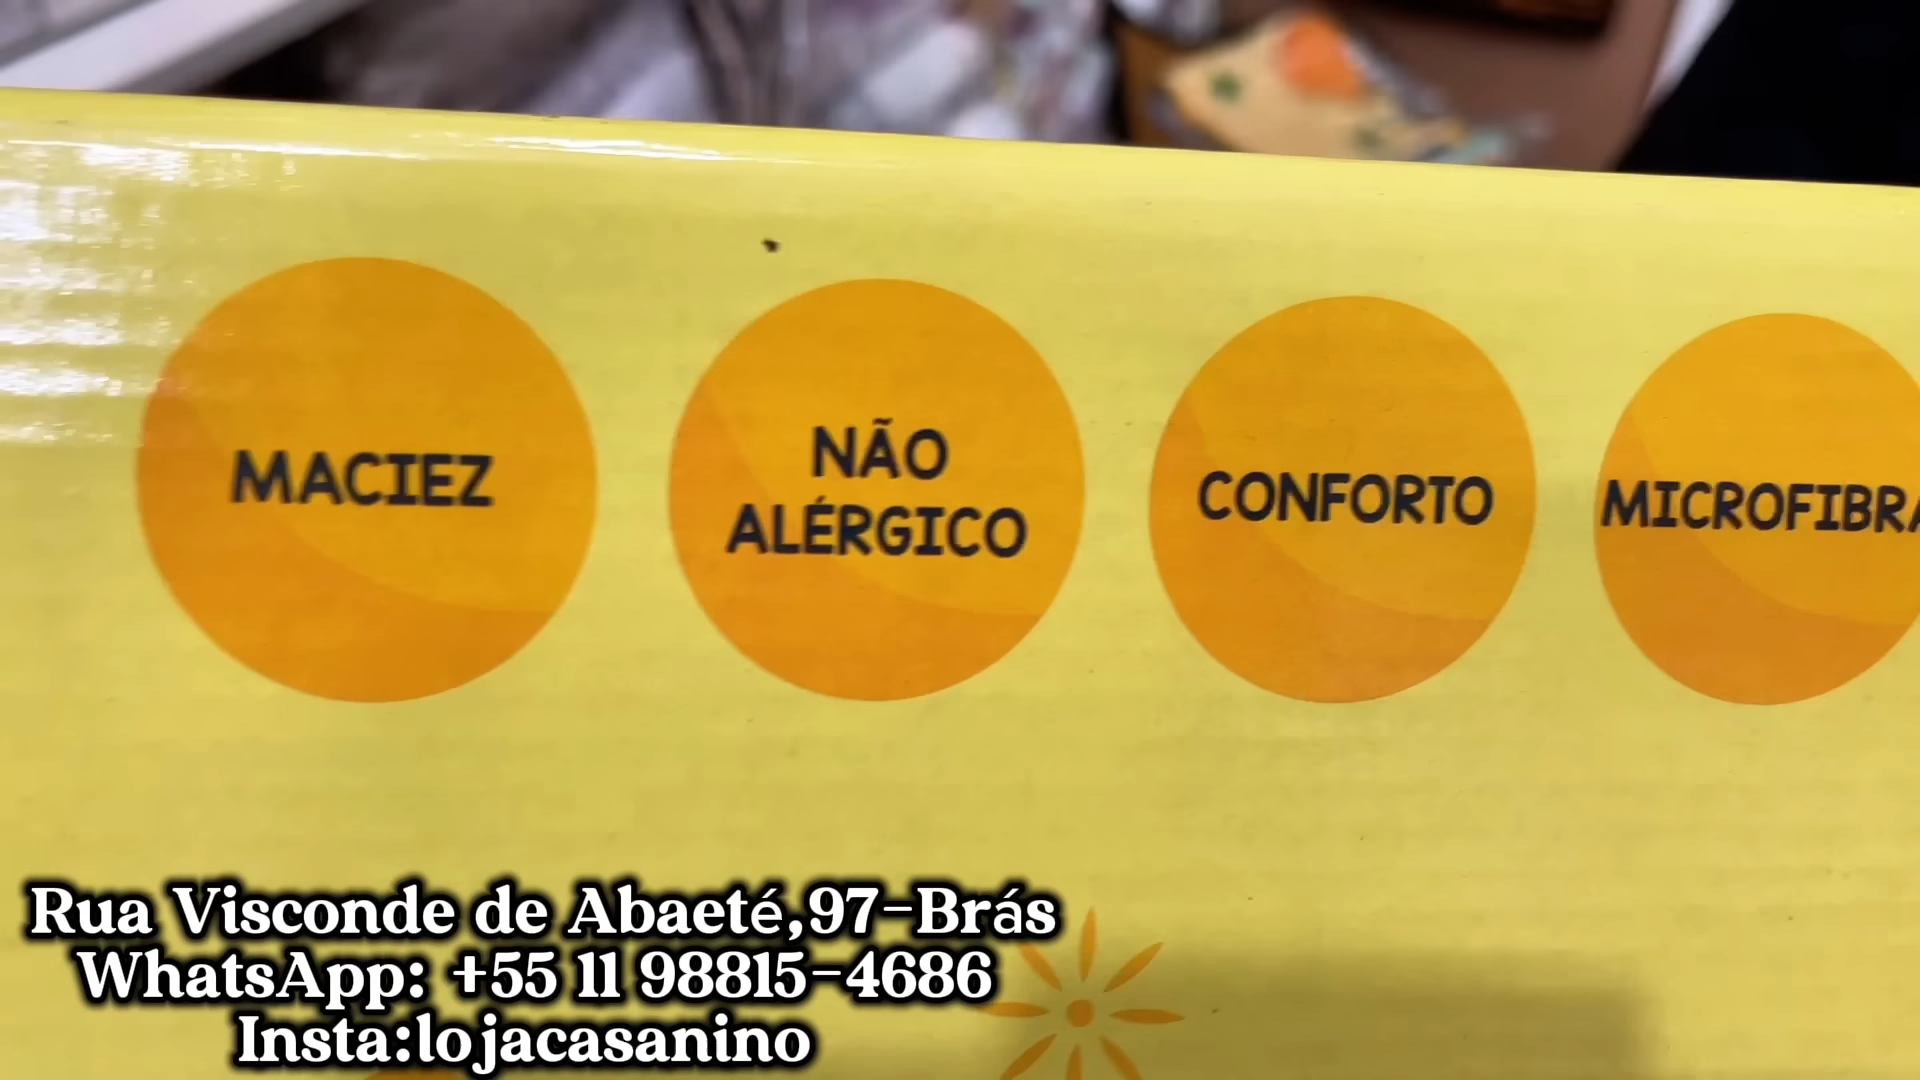 MACIEZ
NÃO
ALÉRGICO
CONFORTO
MICROFIBRA
Rua Visconde de Abaeté,97-Brás
WhatsApp: +55 11 98815-4686
Insta:lojacasanino